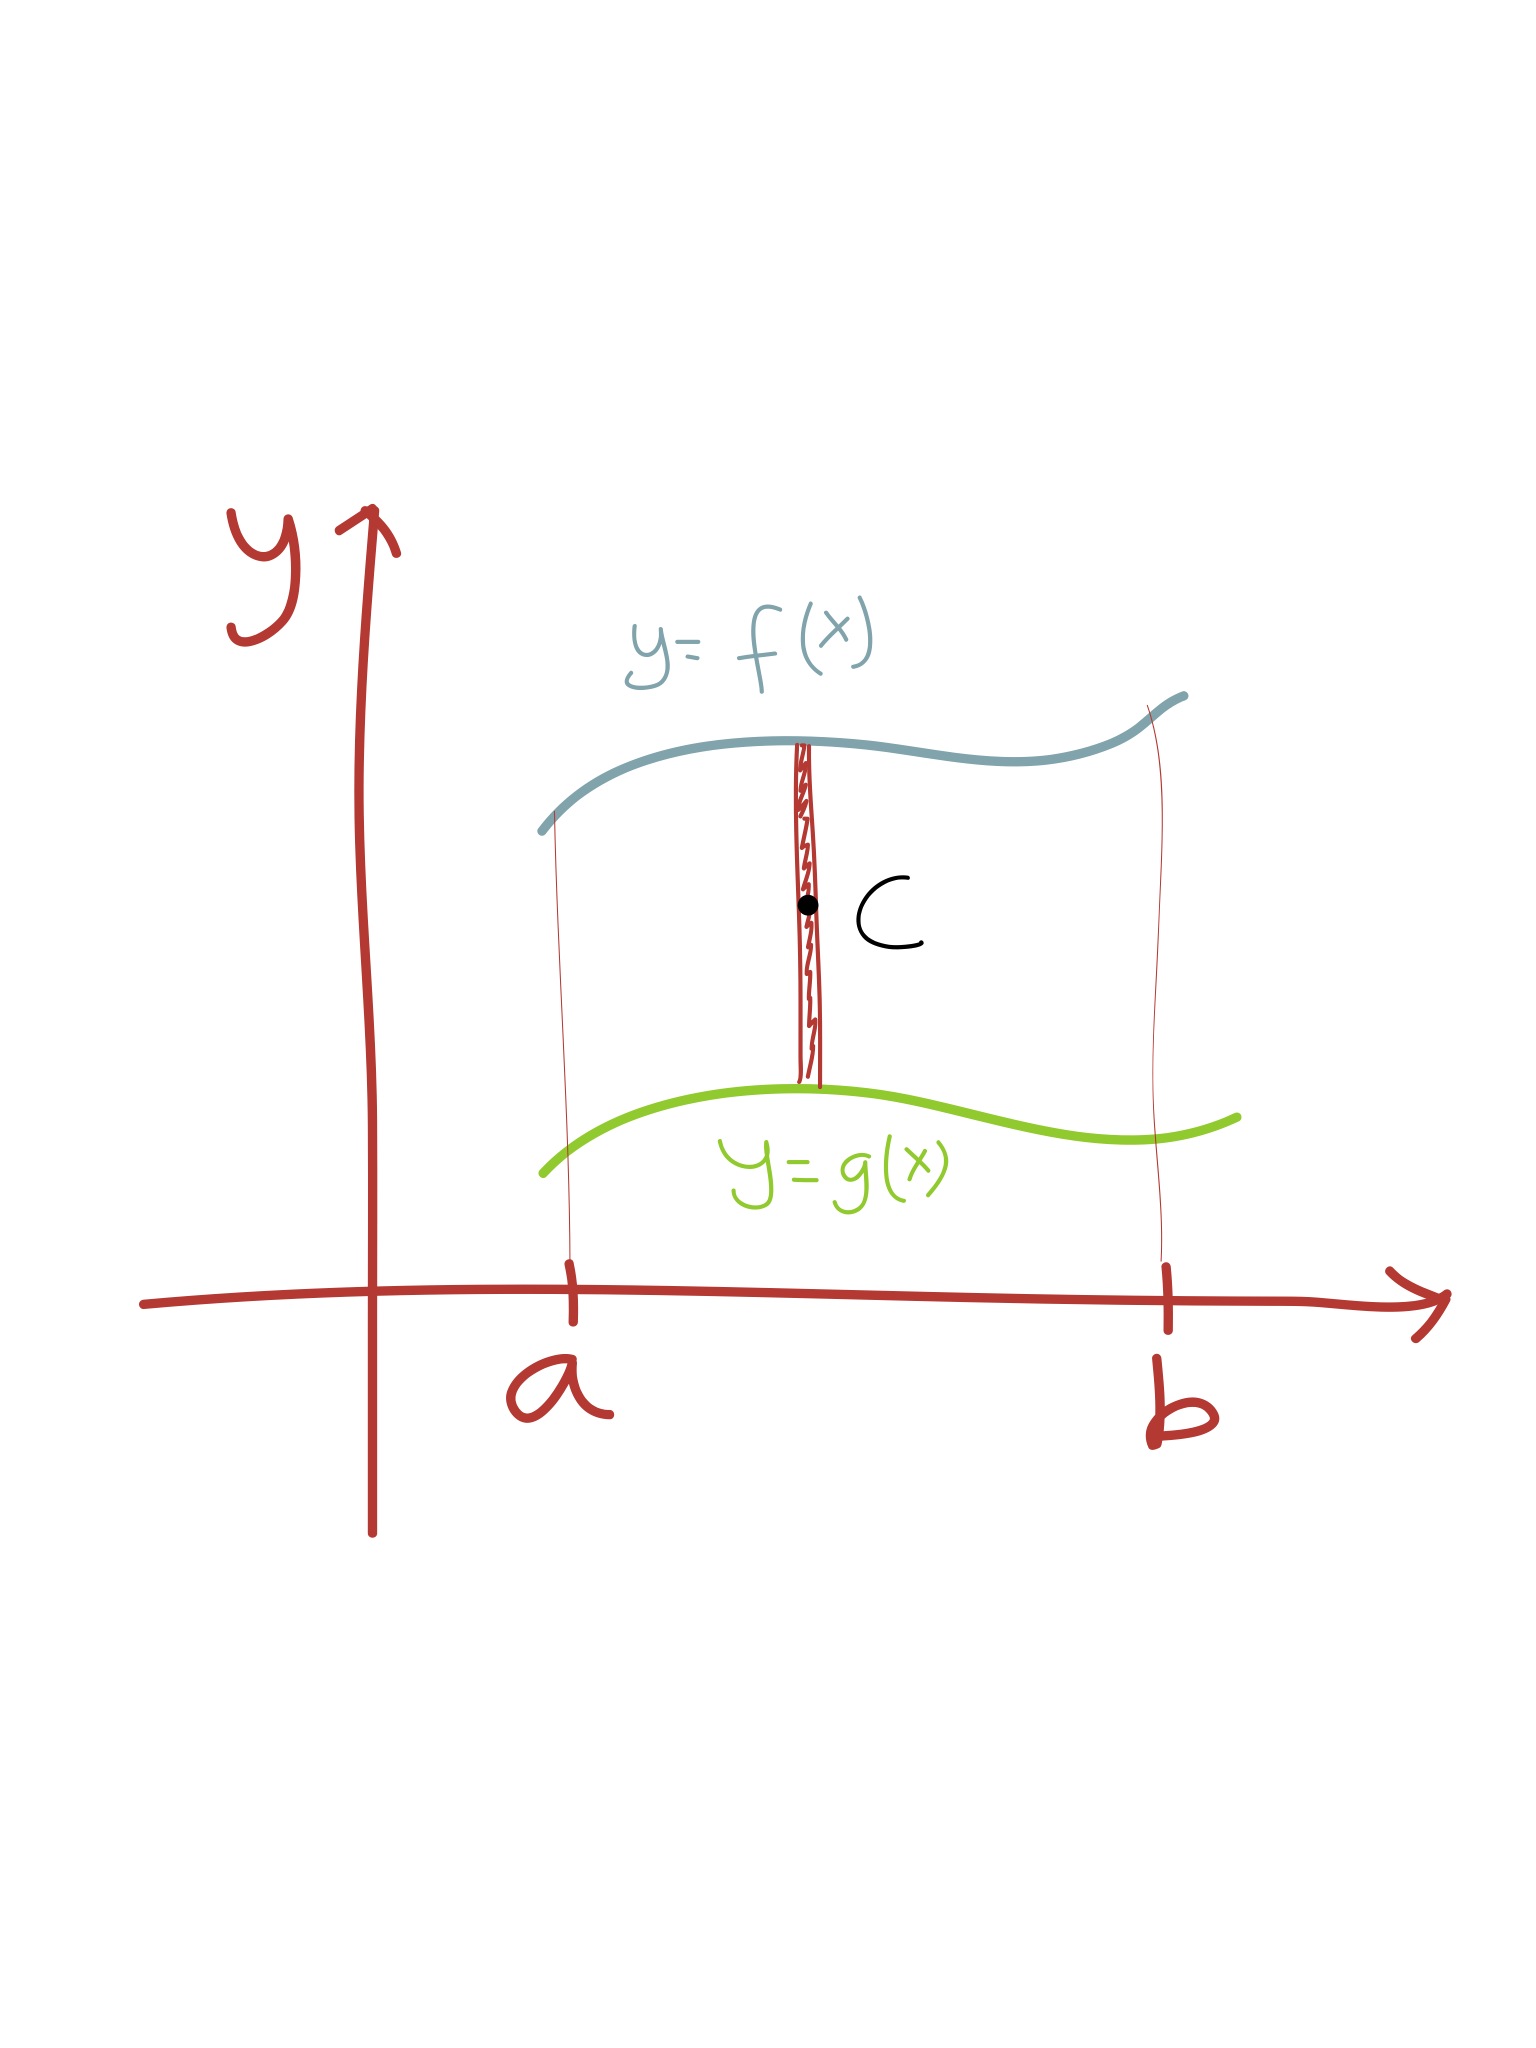 y
y = f(x)
C
y = g(x)
a
b